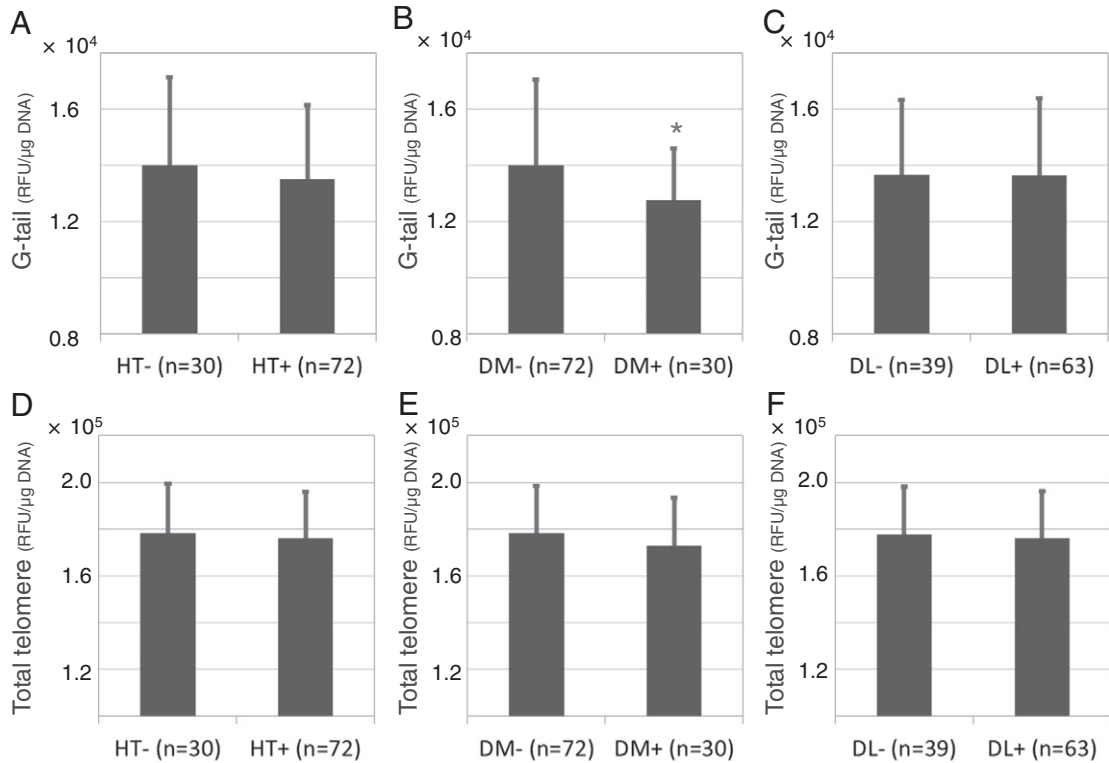 A
× 10⁴
G-tail (RFU/µg DNA)
1.6
1.2
0.8
HT- (n=30) HT+ (n=72)
B
× 10⁴
G-tail (RFU/µg DNA)
1.6
1.2
0.8
*
DM- (n=72) DM+ (n=30)
C
× 10⁴
G-tail (RFU/µg DNA)
1.6
1.2
0.8
DL- (n=39) DL+ (n=63)
D
× 10⁵
Total telomere (RFU/µg DNA)
2.0
1.6
1.2
HT- (n=30) HT+ (n=72)
E
× 10⁵
Total telomere (RFU/µg DNA)
2.0
1.6
1.2
DM- (n=72) DM+ (n=30)
F
× 10⁵
Total telomere (RFU/µg DNA)
2.0
1.6
1.2
DL- (n=39) DL+ (n=63)